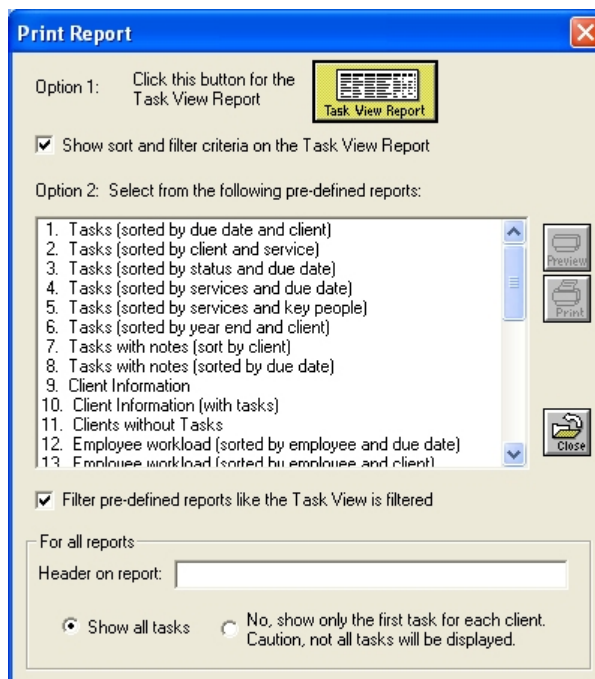 Print Report
Option 1:
Click this button for the
Task View Report
Task View Report
Show sort and filter criteria on the Task View Report
Option 2: Select from the following pre-defined reports:
1. Tasks (sorted by due date and client)
2. Tasks (sorted by client and service)
3. Tasks (sorted by status and due date)
4. Tasks (sorted by services and due date)
5. Tasks (sorted by services and key people)
6. Tasks (sorted by year end and client)
7. Tasks with notes (sort by client)
8. Tasks with notes (sorted by due date)
9. Client Information
10. Client Information (with tasks)
11. Clients without Tasks
12. Employee workload (sorted by employee and due date)
13. Employee workload (sorted by employee and client)
Preview
Print
Close
Filter pre-defined reports like the Task View is filtered
For all reports
Header on report:
Show all tasks
No, show only the first task for each client.
Caution, not all tasks will be displayed.